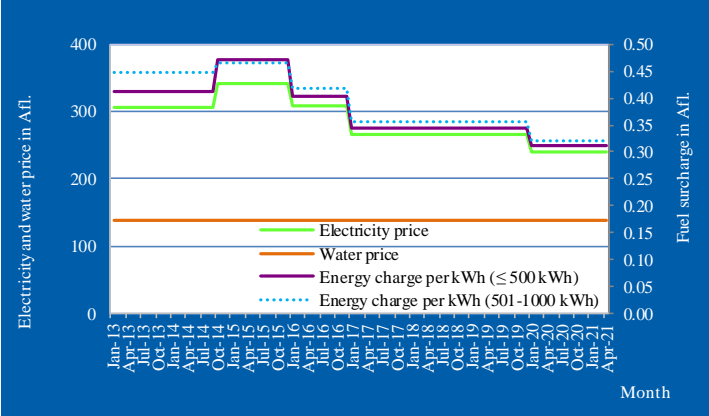 400
300
200
100
0
Electricity and water price in Afl.
0.50
0.45
0.40
0.35
0.30
0.25
0.20
0.15
0.10
0.05
0.00
Fuel surcharge in Afl.
Electricity price
Water price
Energy charge per kWh (≤ 500 kWh)
Energy charge per kWh (501-1000 kWh)
Jan-13
Apr-13
Jul-13
Oct-13
Jan-14
Apr-14
Jul-14
Oct-14
Jan-15
Apr-15
Jul-15
Oct-15
Jan-16
Apr-16
Jul-16
Oct-16
Jan-17
Apr-17
Jul-17
Oct-17
Jan-18
Apr-18
Jul-18
Oct-18
Jan-19
Apr-19
Jul-19
Oct-19
Jan-20
Apr-20
Jul-20
Oct-20
Jan-21
Apr-21
Month